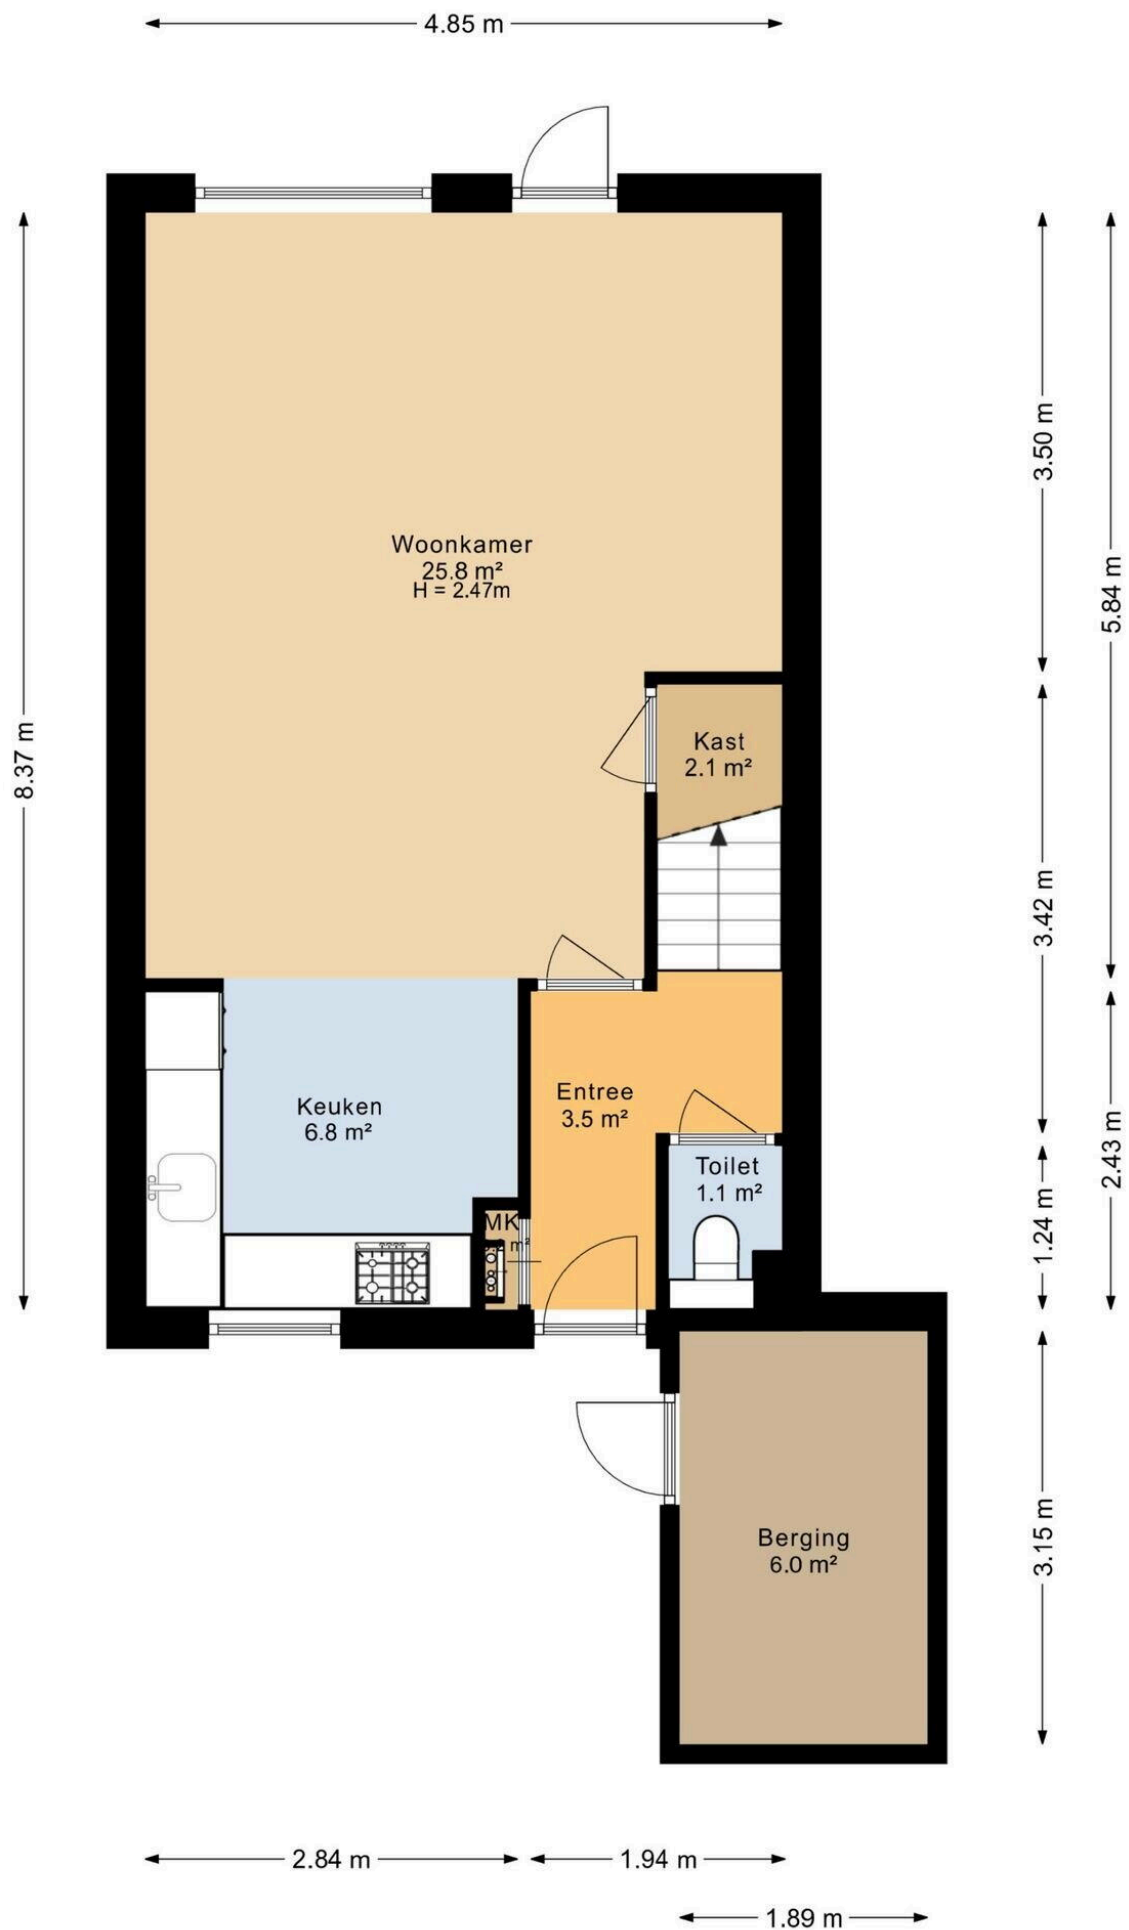 4.85 m
3.50 m
Woonkamer
25.8 m²
H = 2.47m
5.84 m
8.37 m
Kast
2.1 m²
3.42 m
Entree
3.5 m²
Keuken
6.8 m²
2.43 m
Toilet
1.1 m²
MK
m²
1.24 m
Berging
6.0 m²
3.15 m
2.84 m
1.94 m
1.89 m